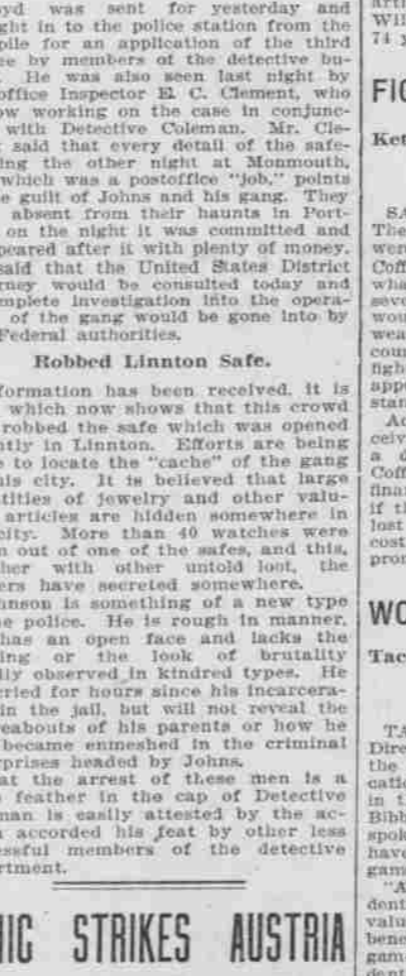 oyd was sent for yesterday and
ght in to the police station from the
pile for an application of the third
ee by members of the detective bu-
. He was also seen last night by
office Inspector E. C. Clement, who
ow working on the case in conjunc-
with Detective Coleman. Mr. Cle-
said that every detail of the safe-
ing the other night at Monmouth,
which was a postoffice "job," points
e guilt of Johns and his gang. They
absent from their haunts in Port-
on the night it was committed and
peared after it with plenty of money.
said that the United States District
rney would be consulted today and
mplete investigation into the opera-
of the gang would be gone into by
Federal authorities.
Robbed Linnton Safe.
formation has been received, it is
which now shows that this crowd
robbed the safe which was opened
ntly in Linnton. Efforts are being
e to locate the "cache" of the gang
his city. It is believed that large
tities of jewelry and other valu-
articles are hidden somewhere in
city. More than 40 watches were
n out of one of the safes, and this,
ther with other untold loot, the
ers have secreted somewhere.
hnson is something of a new type
he police. He is rough in manner,
has an open face and lacks the
ing or the look of brutality
lly observed in kindred types. He
cried for hours since his incarcera-
in the jail, but will not reveal the
reabouts of his parents or how he
became enmeshed in the criminal
rprises headed by Johns.
at the arrest of these men is a
feather in the cap of Detective
man is easily attested by the ac-
n accorded his feat by other less
essful members of the detective
rtment.
NIC STRIKES AUSTRIA
arti
Wil
74 y
FIG
Ket
SA
The
wer
Coff
wha
seve
wou
wea
cour
figh
app
stan
Ac
ceiv
a d
Coff
finan
if th
lost
cost
pron
WO
Tac
TA
Dire
the
catio
in t
Bibb
spok
have
gam
"A
dent
valu
bene
gam